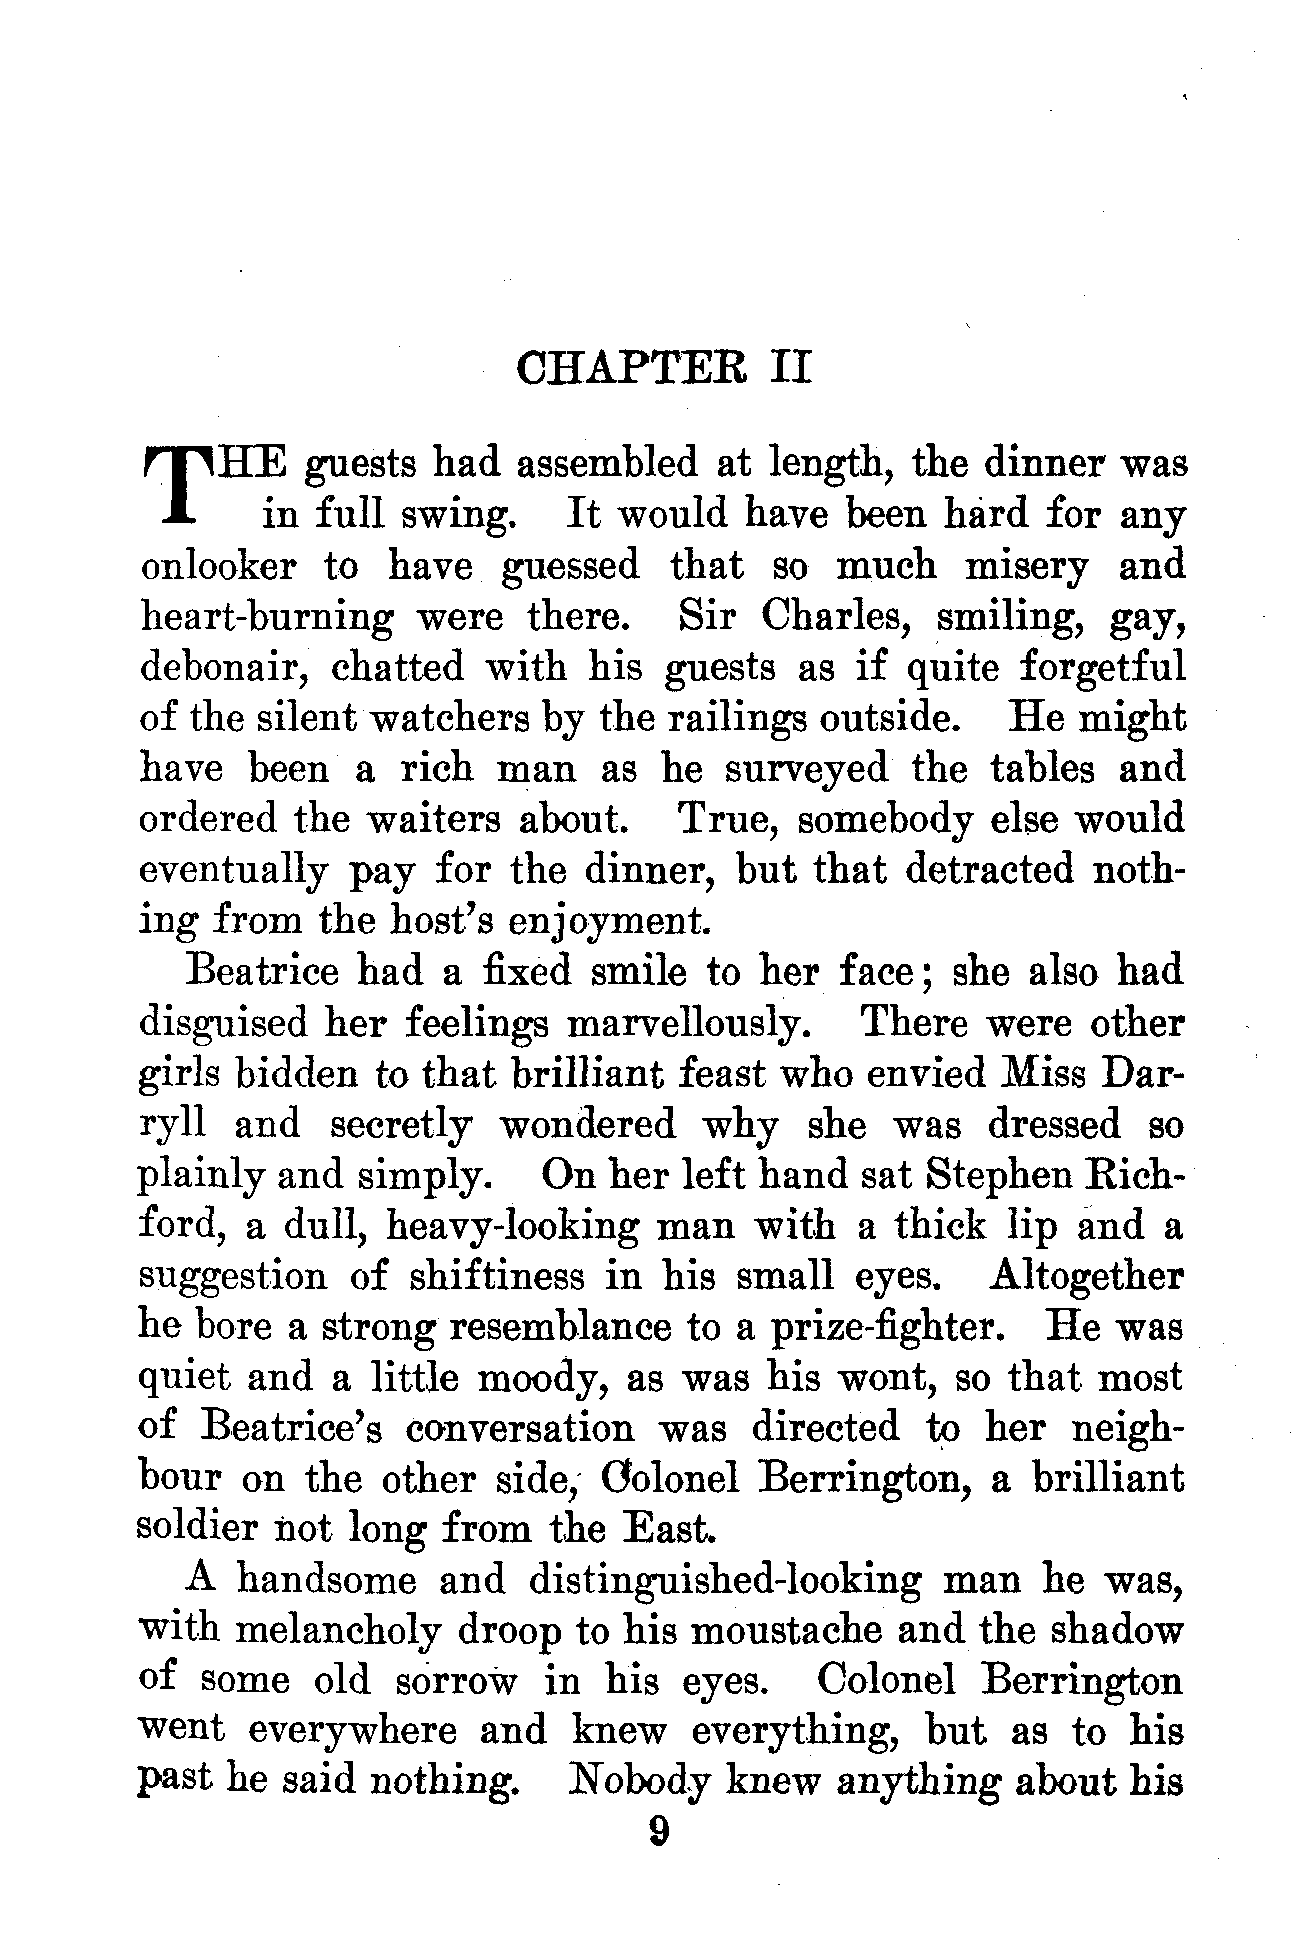 CHAPTER II
THE guests had assembled at length, the dinner was
in full swing. It would have been hard for any
onlooker to have guessed that so much misery and
heart-burning were there. Sir Charles, smiling, gay,
debonair, chatted with his guests as if quite forgetful
of the silent watchers by the railings outside. He might
have been a rich man as he surveyed the tables and
ordered the waiters about. True, somebody else would
eventually pay for the dinner, but that detracted noth-
ing from the host's enjoyment.
Beatrice had a fixed smile to her face; she also had
disguised her feelings marvellously. There were other
girls bidden to that brilliant feast who envied Miss Dar-
ryll and secretly wondered why she was dressed so
plainly and simply. On her left hand sat Stephen Rich-
ford, a dull, heavy-looking man with a thick lip and a
suggestion of shiftiness in his small eyes. Altogether
he bore a strong resemblance to a prize-fighter. He was
quiet and a little moody, as was his wont, so that most
of Beatrice's conversation was directed to her neigh-
bour on the other side, Colonel Berrington, a brilliant
soldier not long from the East.
A handsome and distinguished-looking man he was,
with melancholy droop to his moustache and the shadow
of some old sorrow in his eyes. Colonel Berrington
went everywhere and knew everything, but as to his
past he said nothing. Nobody knew anything about his
9